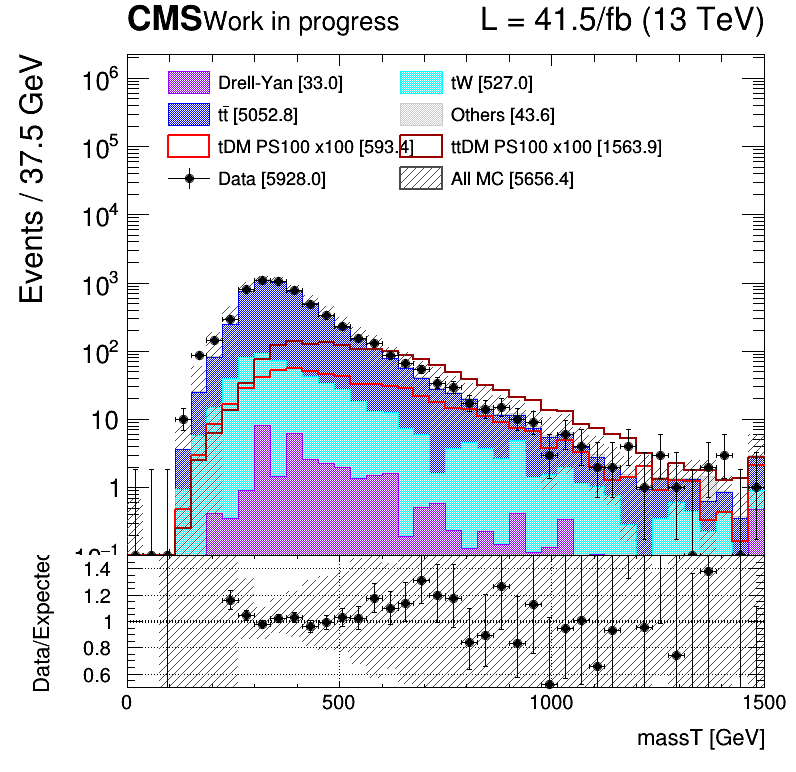 CMS Work in progress L = 41.5/fb (13 TeV)
Events / 37.5 GeV
10⁶
10⁵
10⁴
10³
10²
10
1
10⁻¹
Drell-Yan [33.0] tW [527.0]
tt̄ [5052.8] Others [43.6]
tDM PS100 x100 [593.4] ttDM PS100 x100 [1563.9]
Data [5928.0] All MC [5656.4]
Data/Expected
1.4
1.2
1
0.8
0.6
0 500 1000 1500
massT [GeV]